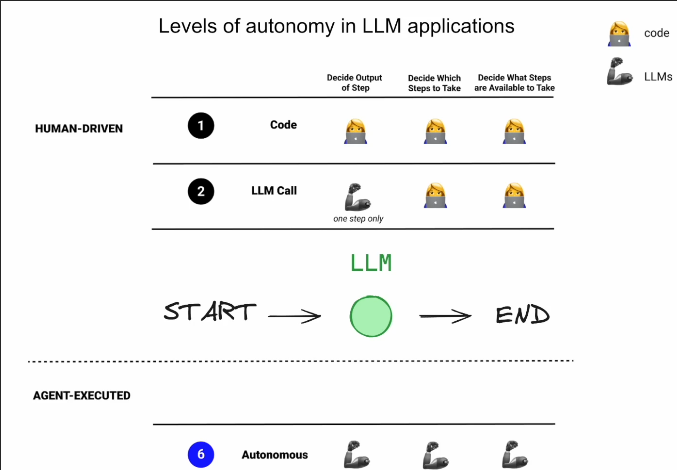 Levels of autonomy in LLM applications
code
LLMs
Decide Output
of Step
Decide Which
Steps to Take
Decide What Steps
are Available to Take
HUMAN-DRIVEN
1
Code
2
LLM Call
one step only
LLM
START
END
AGENT-EXECUTED
6
Autonomous